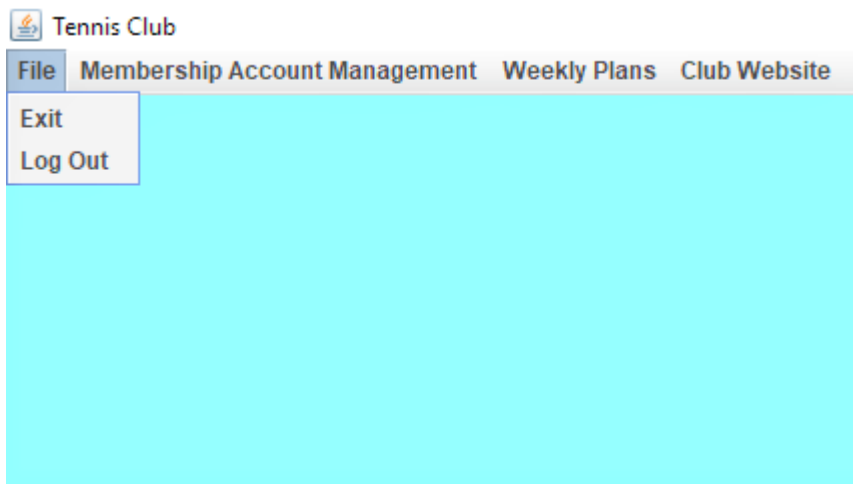 Tennis Club
File Membership Account Management Weekly Plans Club Website
Exit
Log Out